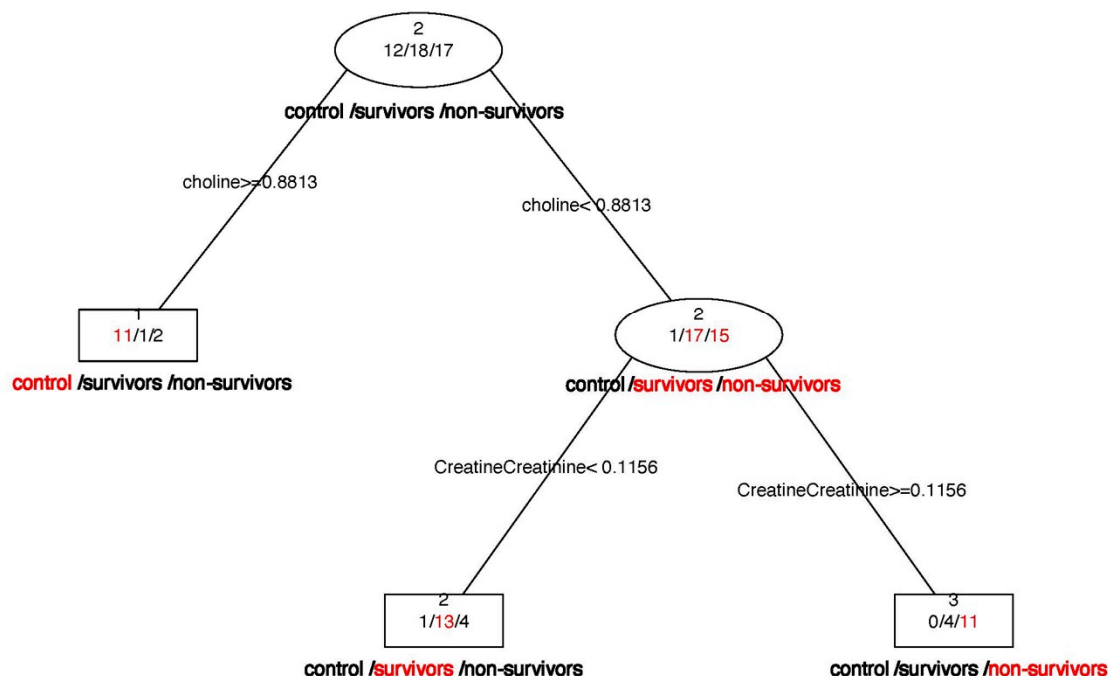 2
12/18/17
control /survivors /non-survivors
choline>=0.8813
choline< 0.8813
1
11/1/2
control /survivors /non-survivors
2
1/17/15
control /survivors /non-survivors
CreatineCreatinine< 0.1156
CreatineCreatinine>=0.1156
2
1/13/4
control /survivors /non-survivors
3
0/4/11
control /survivors /non-survivors